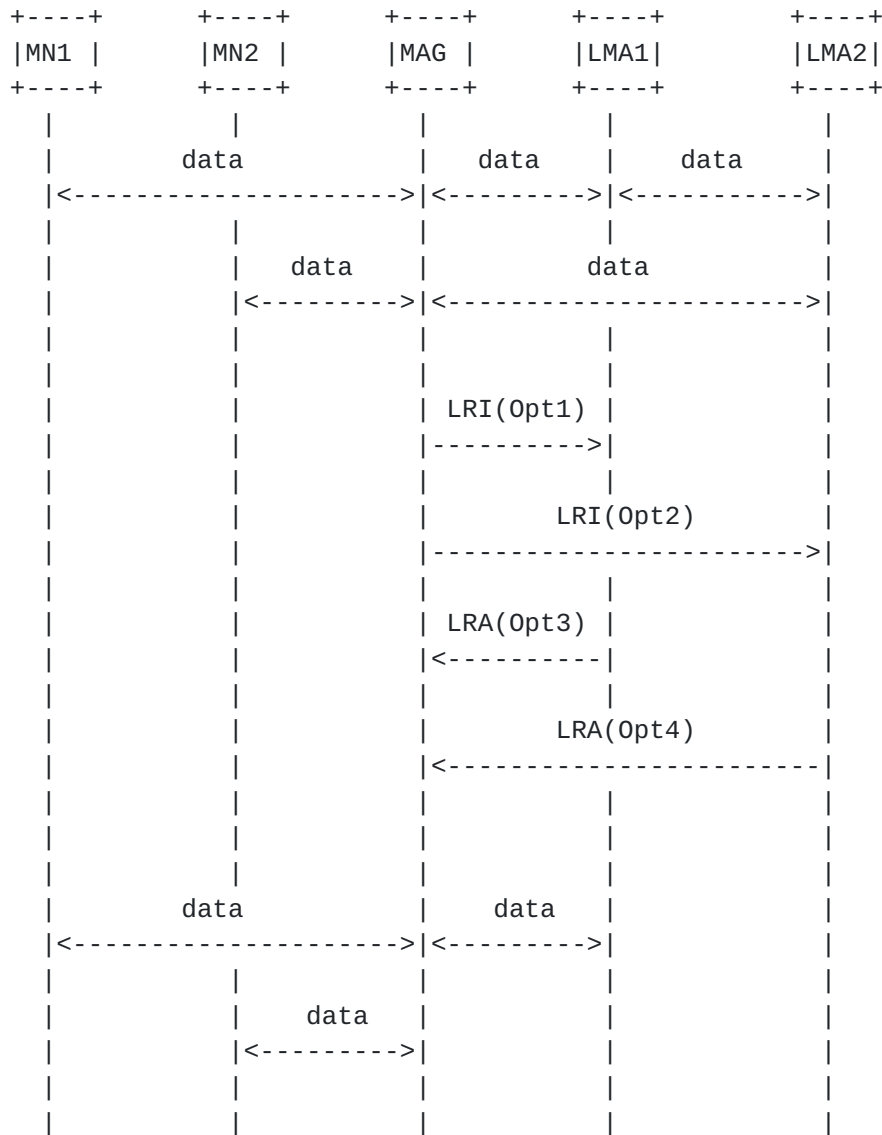 MN1 MN2 MAG LMA1 LMA2
data data data
data data
LRI(Opt1)
LRI(Opt2)
LRA(Opt3)
LRA(Opt4)
data data
data